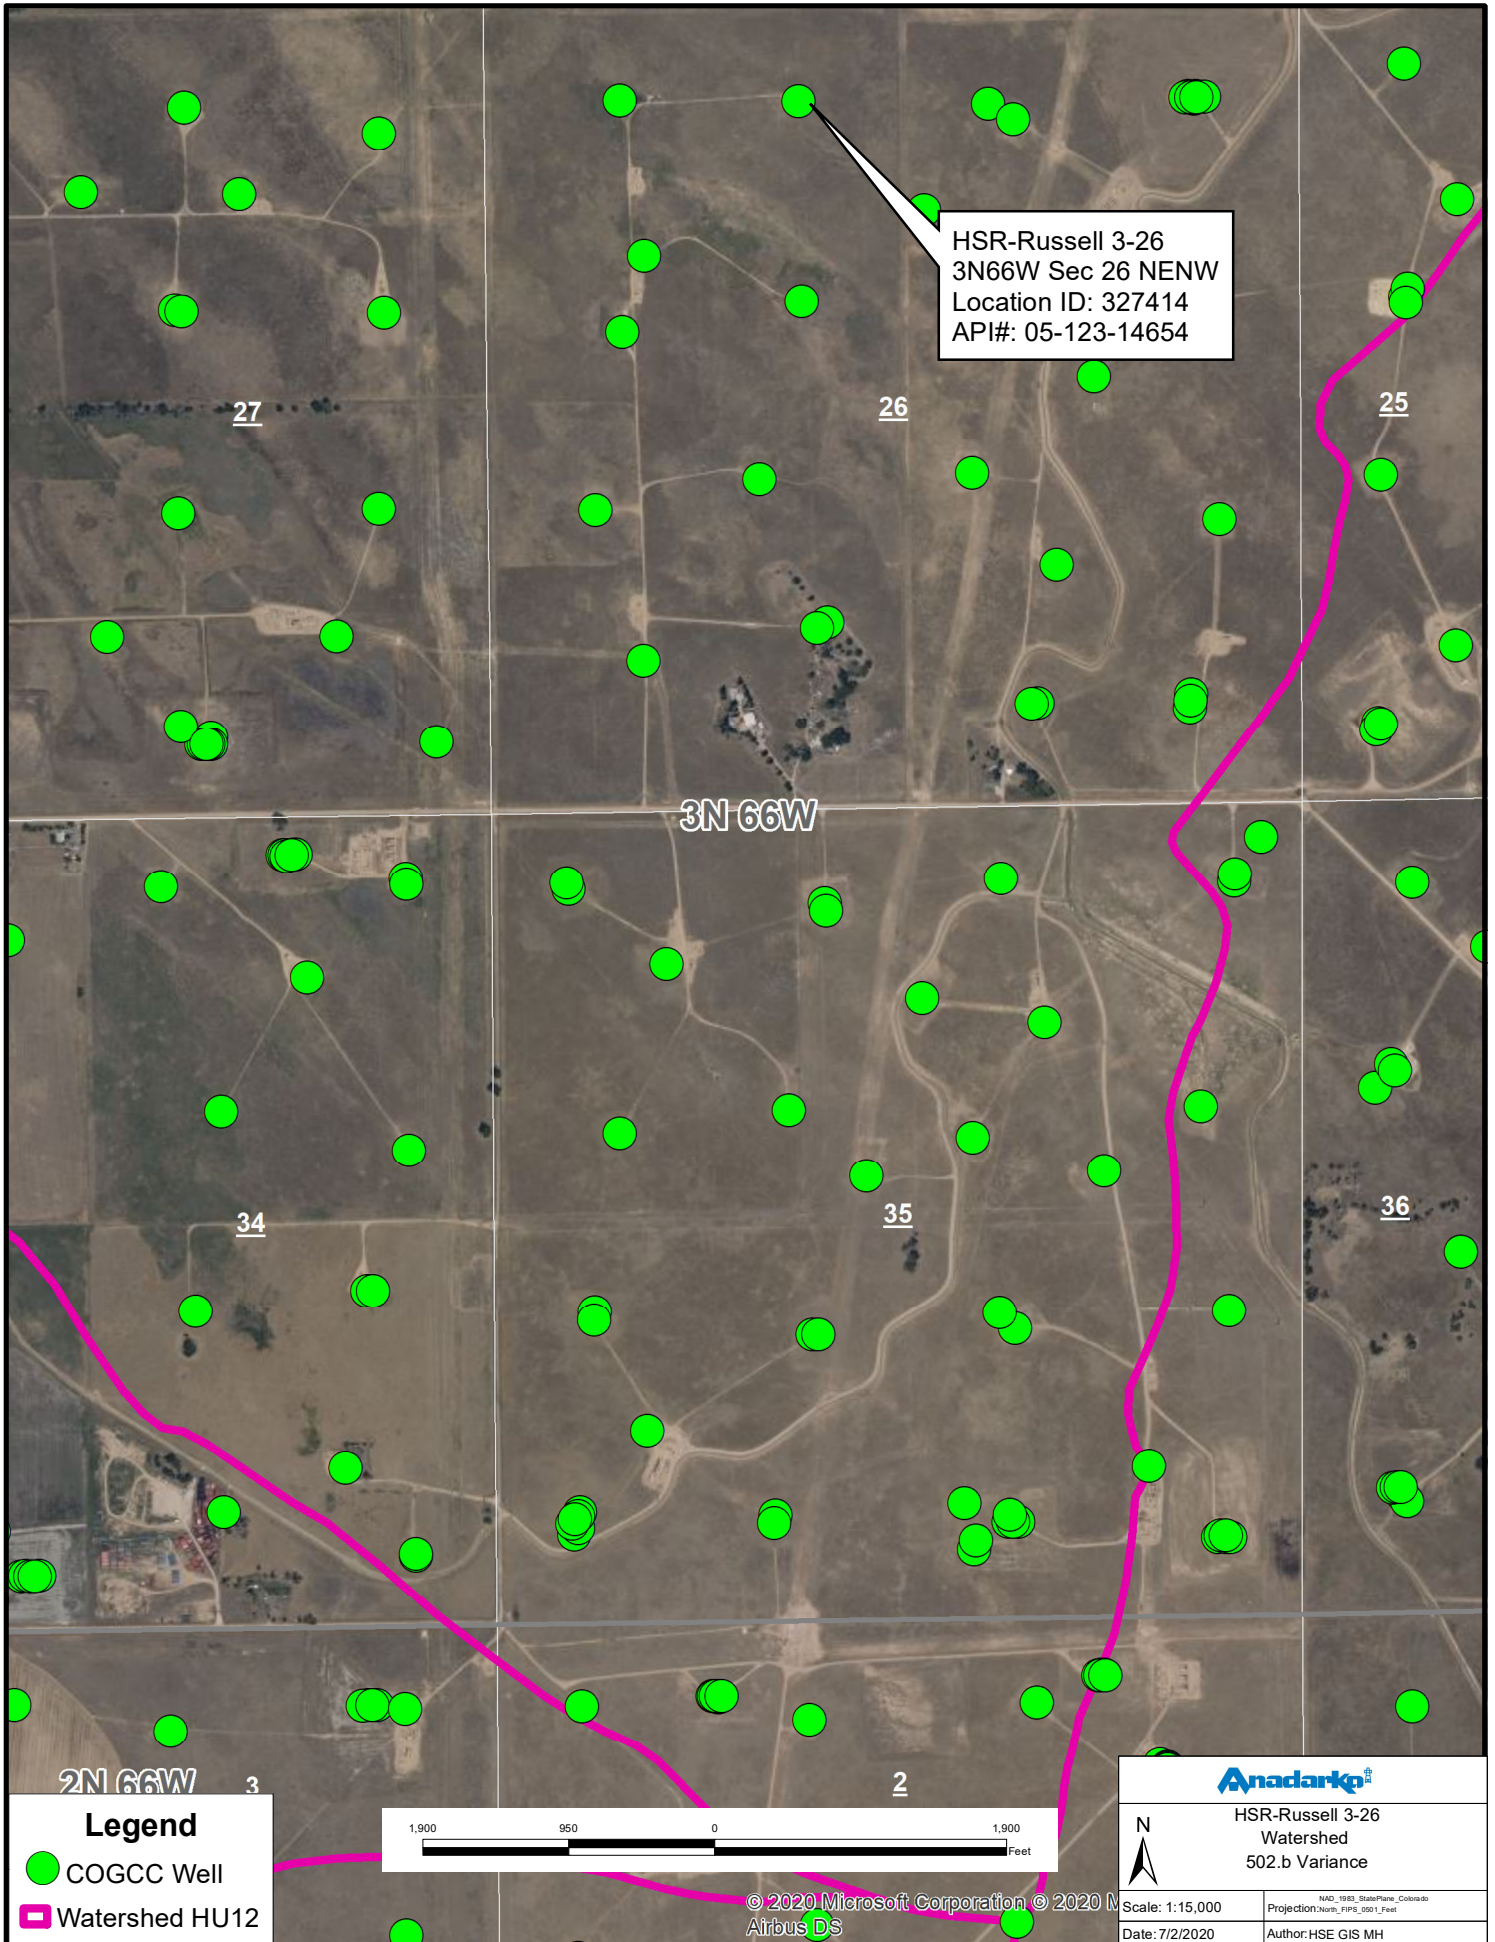 HSR-Russell 3-26
3N66W Sec 26 NENW
Location ID: 327414
API#: 05-123-14654
27
26
25
3N 66W
34
35
36
2N 66W
3
2
Legend
COGCC Well
Watershed HU12
1,900
950
0
1,900
Feet
© 2020 Microsoft Corporation © 2020 M
Airbus DS
Anadarko
N
HSR-Russell 3-26
Watershed
502.b Variance
Scale: 1:15,000
Projection: NAD_1983_StatePlane_Colorado
North_FIPS_0501_Feet
Date: 7/2/2020
Author: HSE GIS MH